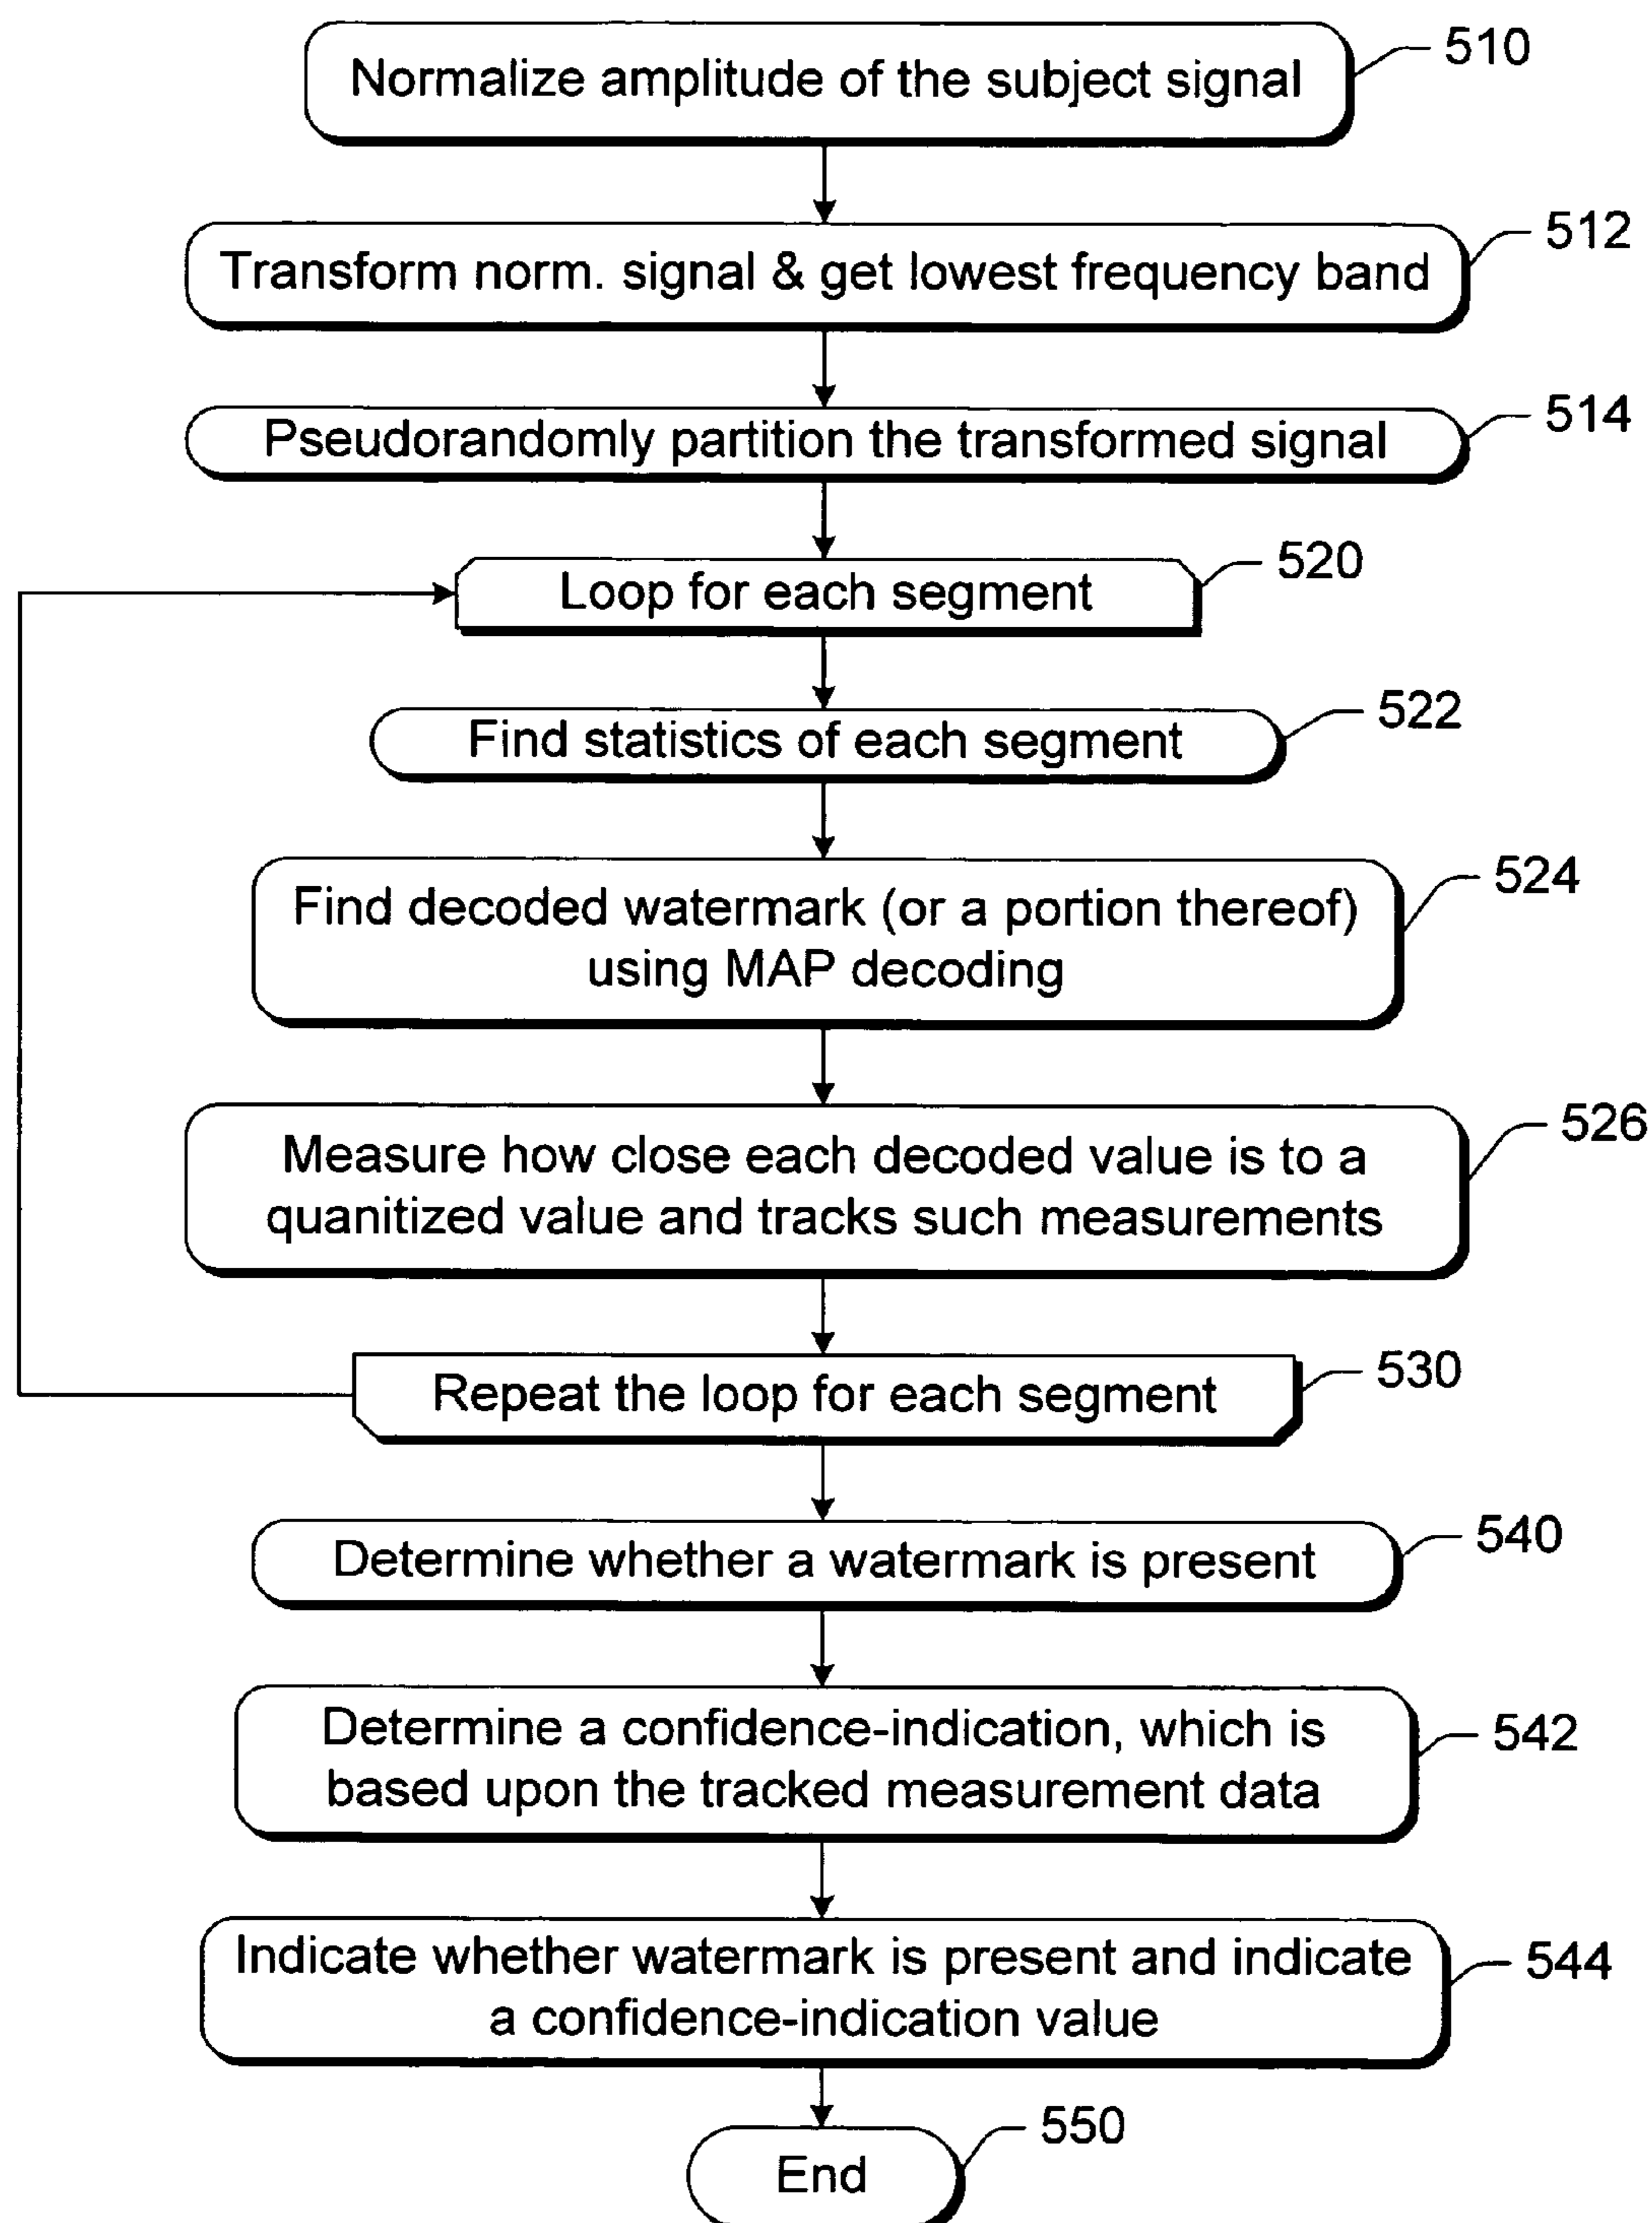 Normalize amplitude of the subject signal
510
Transform norm. signal & get lowest frequency band
512
Pseudorandomly partition the transformed signal
514
Loop for each segment
520
Find statistics of each segment
522
Find decoded watermark (or a portion thereof)
using MAP decoding
524
Measure how close each decoded value is to a
quanitized value and tracks such measurements
526
Repeat the loop for each segment
530
Determine whether a watermark is present
540
Determine a confidence-indication, which is
based upon the tracked measurement data
542
Indicate whether watermark is present and indicate
a confidence-indication value
544
End
550